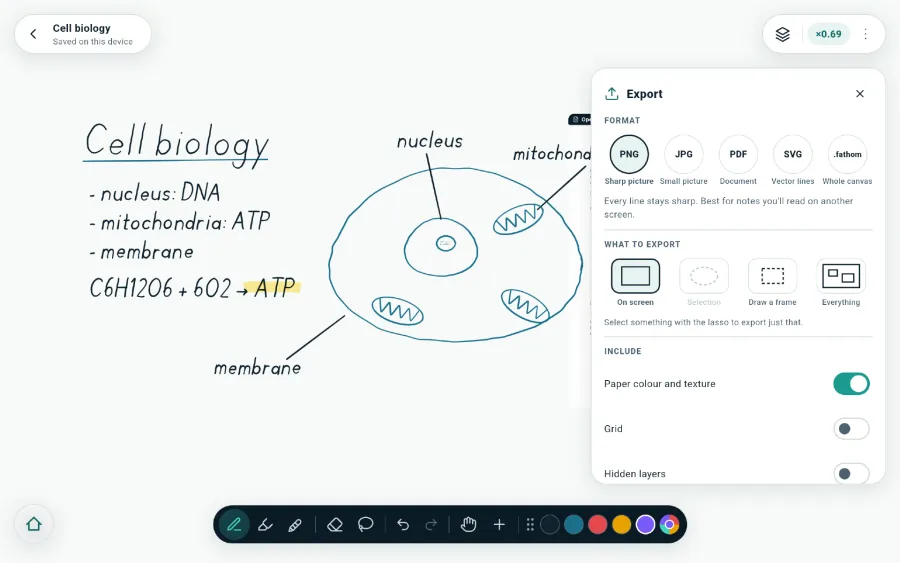 Cell biology
Saved on this device
×0.69
Cell biology
- nucleus: DNA
- mitochondria: ATP
- membrane
C6H12O6 + 6O2 → ATP
nucleus
mitochond
membrane
Ope
Export
FORMAT
PNG
JPG
PDF
SVG
.fathom
Sharp picture
Small picture
Document
Vector lines
Whole canvas
Every line stays sharp. Best for notes you'll read on another
screen.
WHAT TO EXPORT
On screen
Selection
Draw a frame
Everything
Select something with the lasso to export just that.
INCLUDE
Paper colour and texture
Grid
Hidden layers